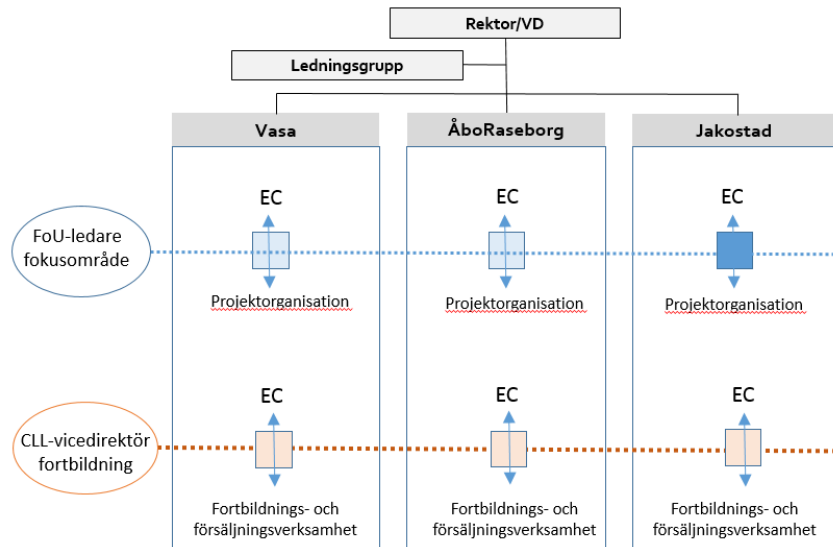 Rektor/VD
Ledningsgrupp
Vasa
ÅboRaseborg
Jakostad
FoU-ledare
fokusområde
EC
EC
EC
Projektorganisation
Projektorganisation
Projektorganisation
CLL-vicedirektör
fortbildning
EC
EC
EC
Fortbildnings- och
försäljningsverksamhet
Fortbildnings- och
försäljningsverksamhet
Fortbildnings- och
försäljningsverksamhet